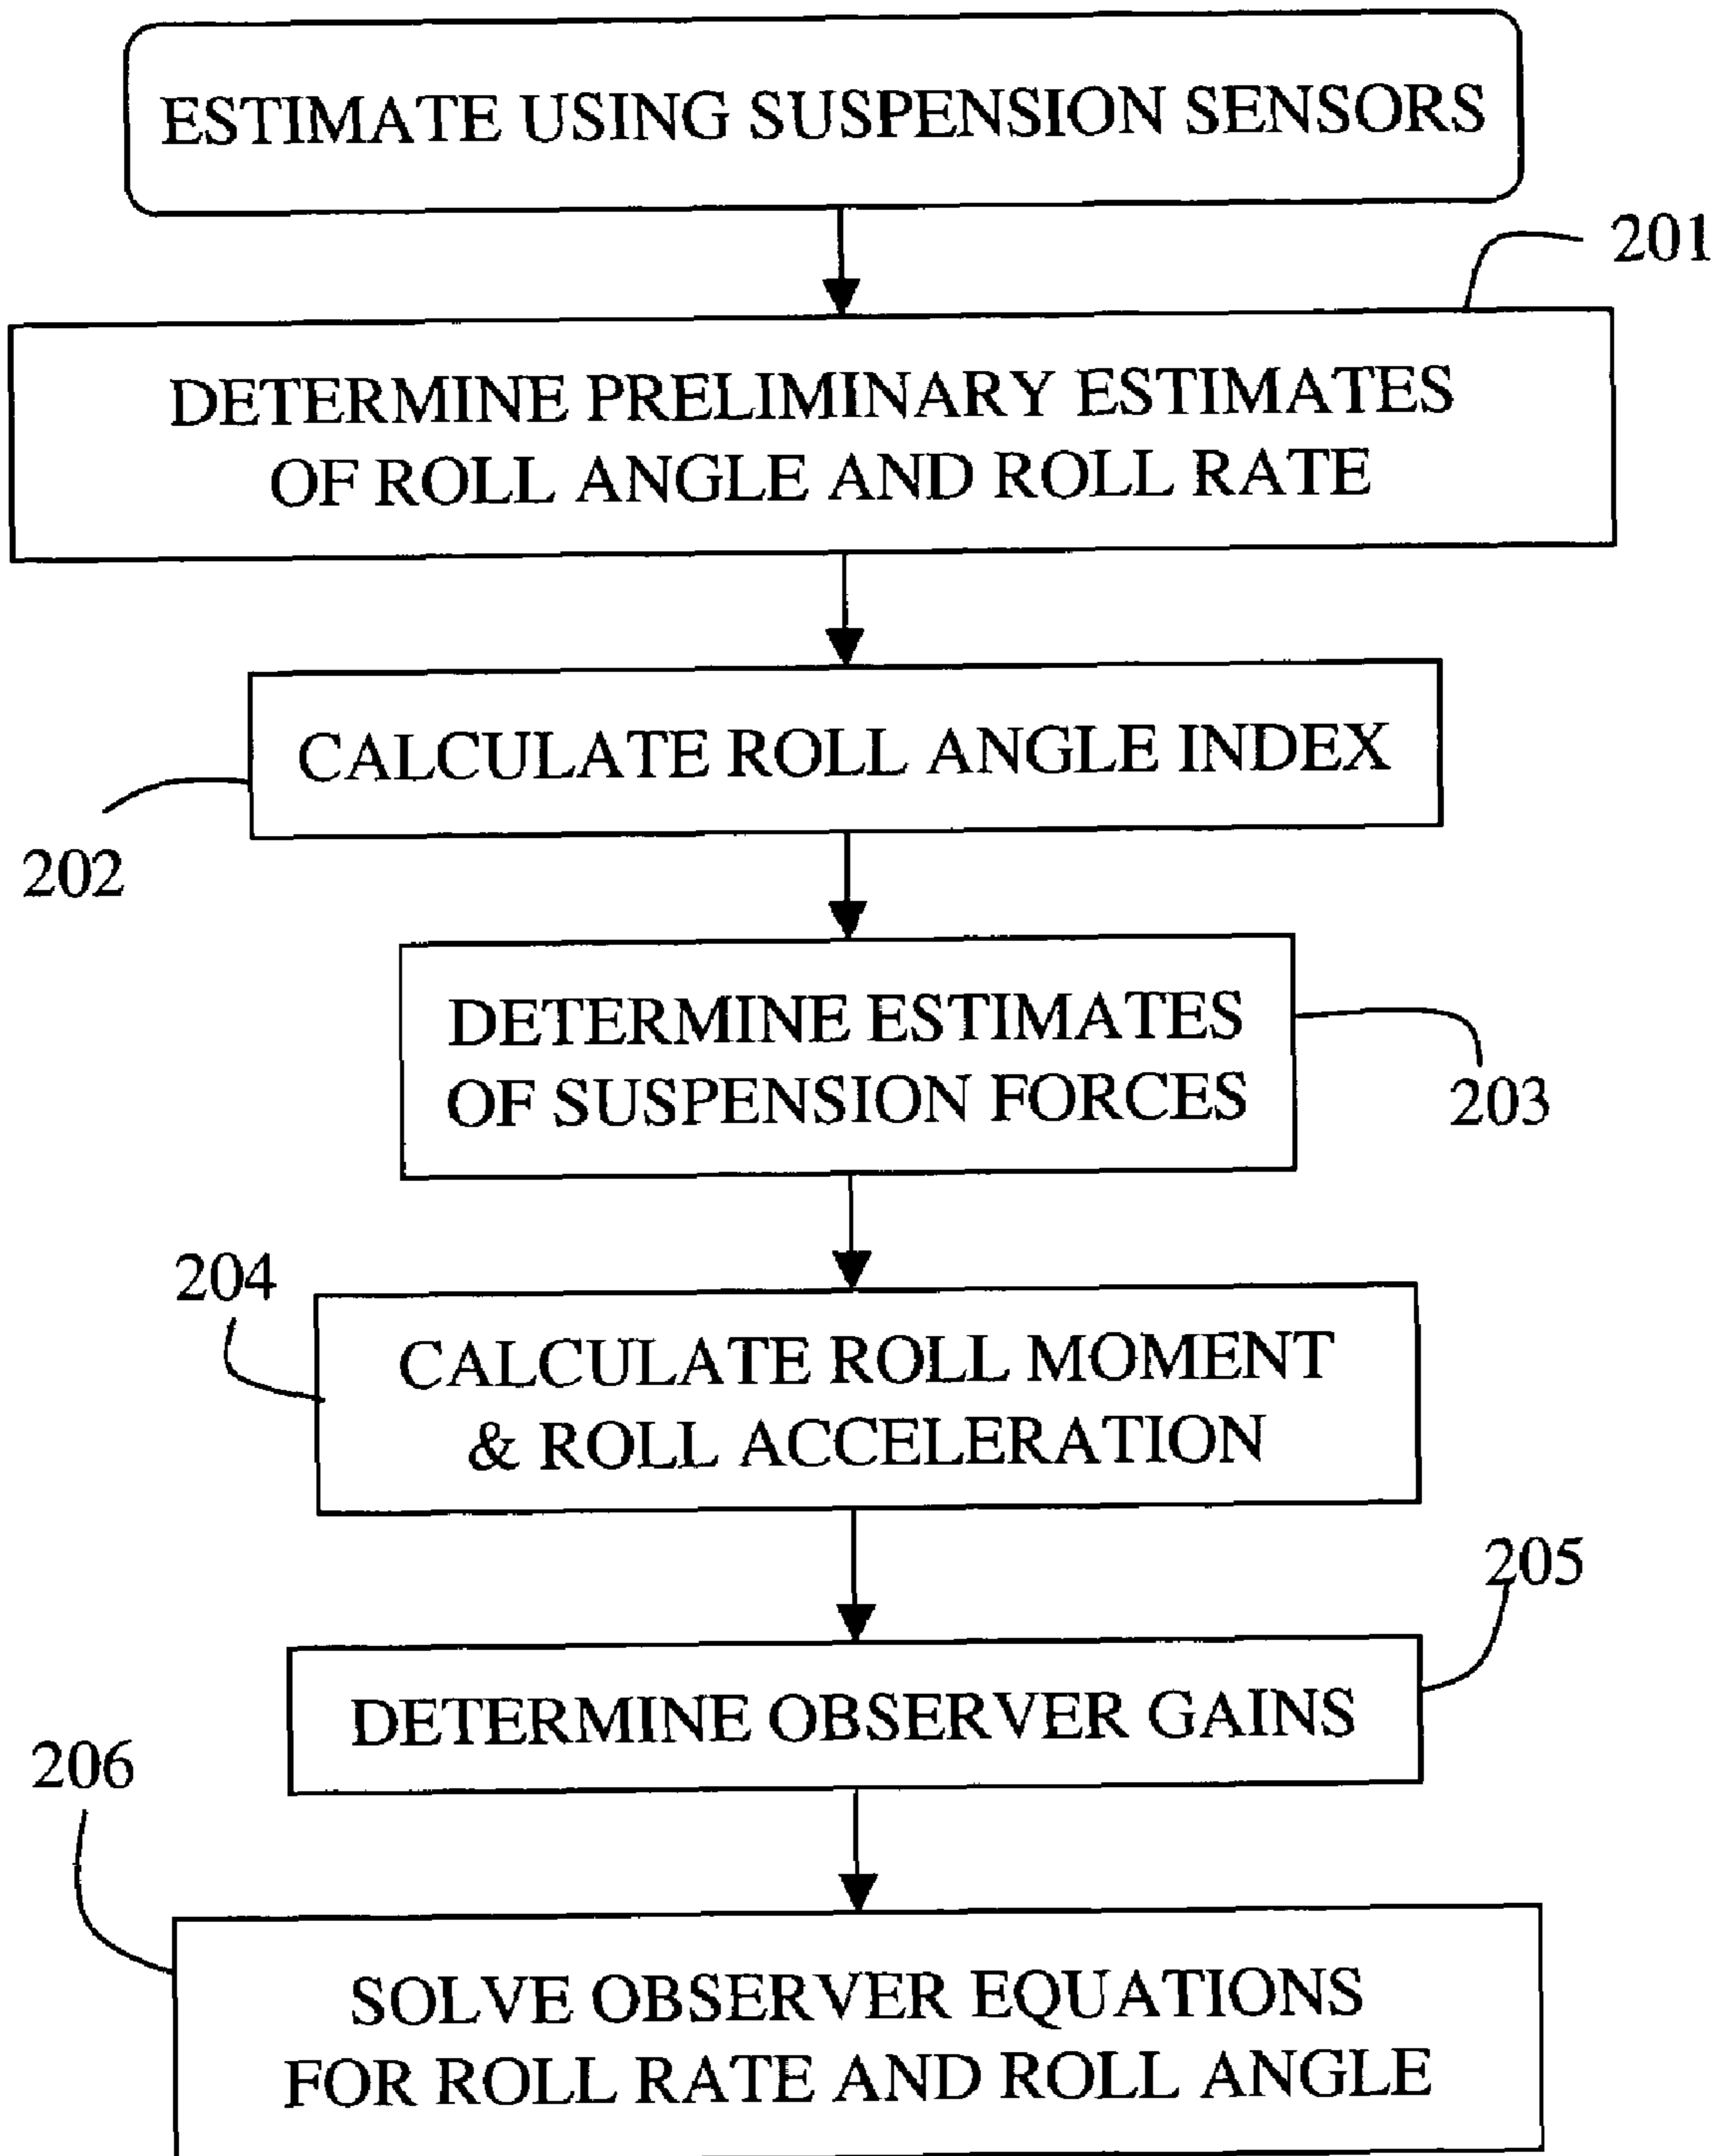 ESTIMATE USING SUSPENSION SENSORS
201
DETERMINE PRELIMINARY ESTIMATES
OF ROLL ANGLE AND ROLL RATE
CALCULATE ROLL ANGLE INDEX
202
DETERMINE ESTIMATES
OF SUSPENSION FORCES
203
204
CALCULATE ROLL MOMENT
& ROLL ACCELERATION
205
DETERMINE OBSERVER GAINS
206
SOLVE OBSERVER EQUATIONS
FOR ROLL RATE AND ROLL ANGLE